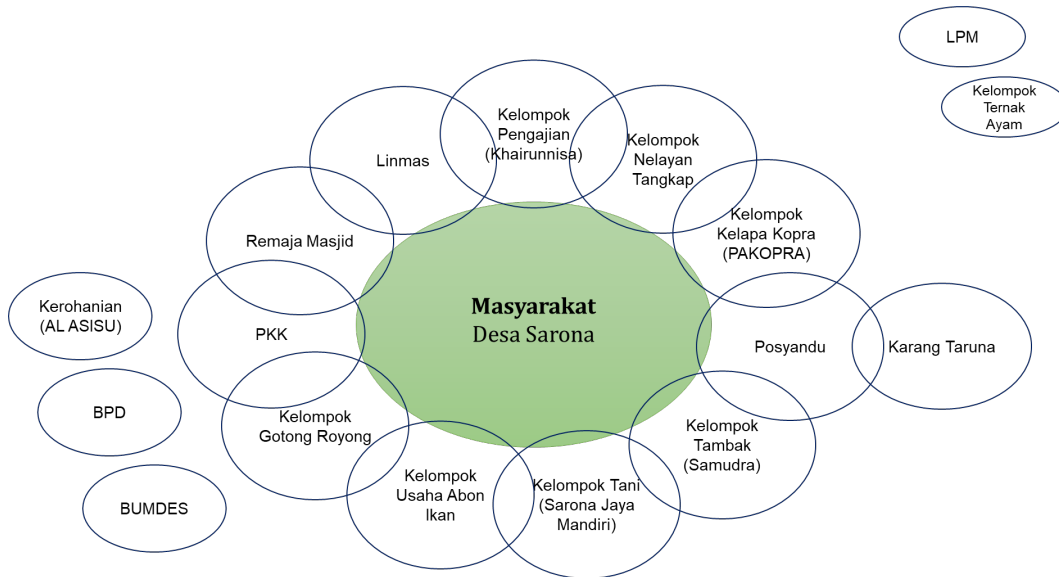 LPM
Kelompok
Ternak
Ayam
Kelompok
Pengajian
(Khairunnisa)
Linmas
Kelompok
Nelayan
Tangkap
Kelompok
Kelapa Kopra
(PAKOPRA)
Remaja Masjid
Kerohanian
(AL ASISU)
PKK
Masyarakat
Desa Sarona
Posyandu
Karang Taruna
BPD
Kelompok
Gotong Royong
Kelompok
Tambak
(Samudra)
Kelompok
Usaha Abon
Ikan
Kelompok Tani
(Sarona Jaya
Mandiri)
BUMDES